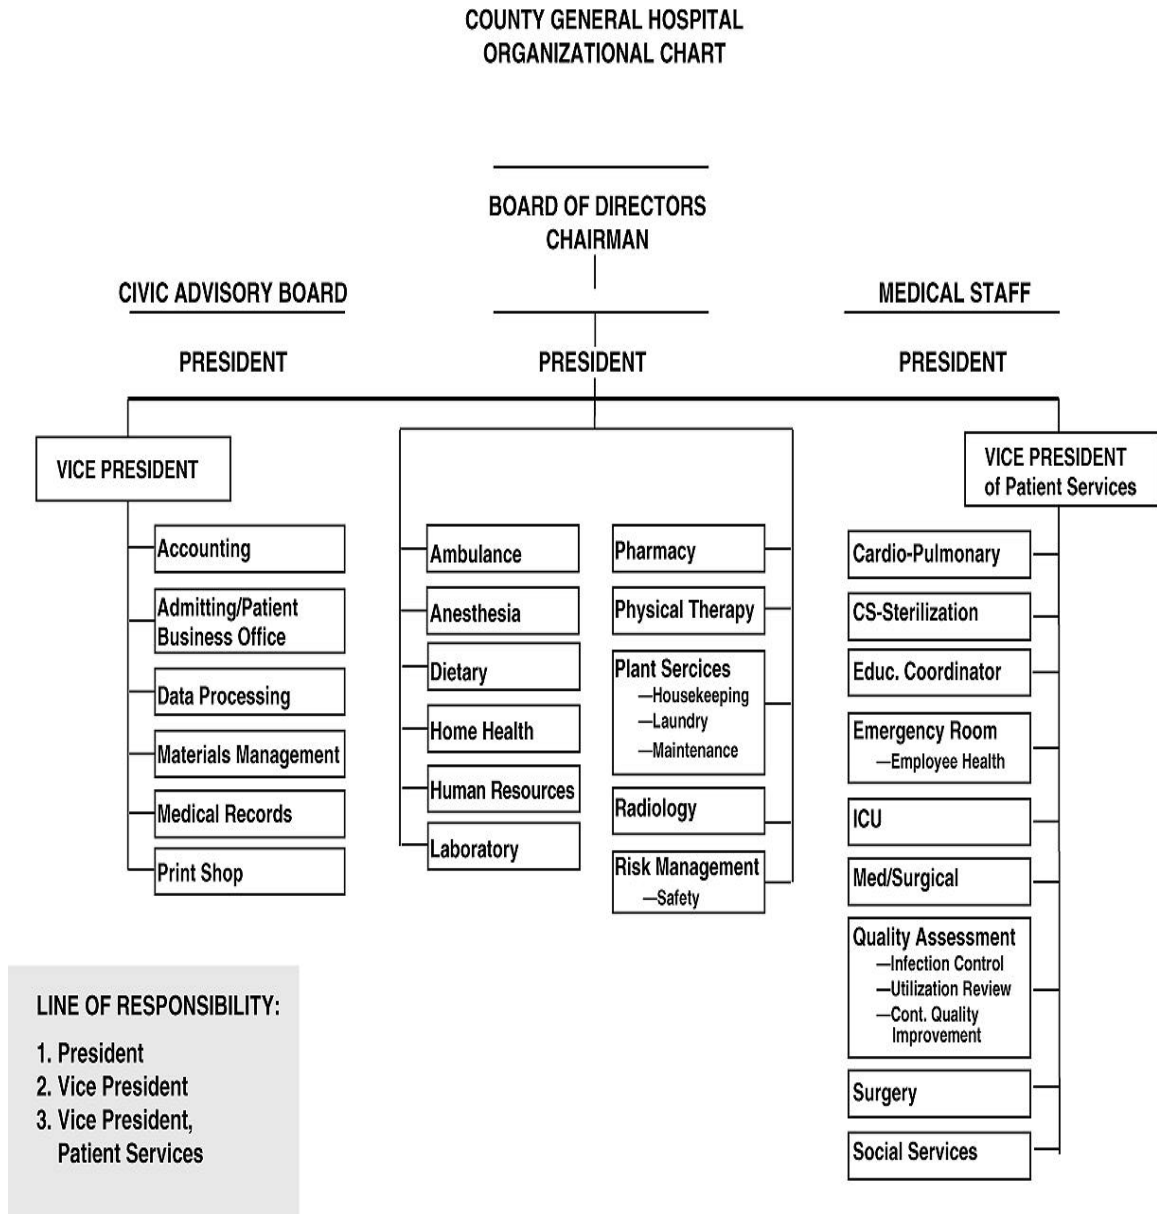 COUNTY GENERAL HOSPITAL
ORGANIZATIONAL CHART
BOARD OF DIRECTORS
CHAIRMAN
CIVIC ADVISORY BOARD
MEDICAL STAFF
PRESIDENT
PRESIDENT
PRESIDENT
VICE PRESIDENT
VICE PRESIDENT
of Patient Services
Accounting
Admitting/Patient
Business Office
Data Processing
Materials Management
Medical Records
Print Shop
Ambulance
Anesthesia
Dietary
Home Health
Human Resources
Laboratory
Pharmacy
Physical Therapy
Plant Sercices
—Housekeeping
—Laundry
—Maintenance
Radiology
Risk Management
—Safety
Cardio-Pulmonary
CS-Sterilization
Educ. Coordinator
Emergency Room
—Employee Health
ICU
Med/Surgical
Quality Assessment
—Infection Control
—Utilization Review
—Cont. Quality
Improvement
Surgery
Social Services
LINE OF RESPONSIBILITY:
1. President
2. Vice President
3. Vice President,
Patient Services